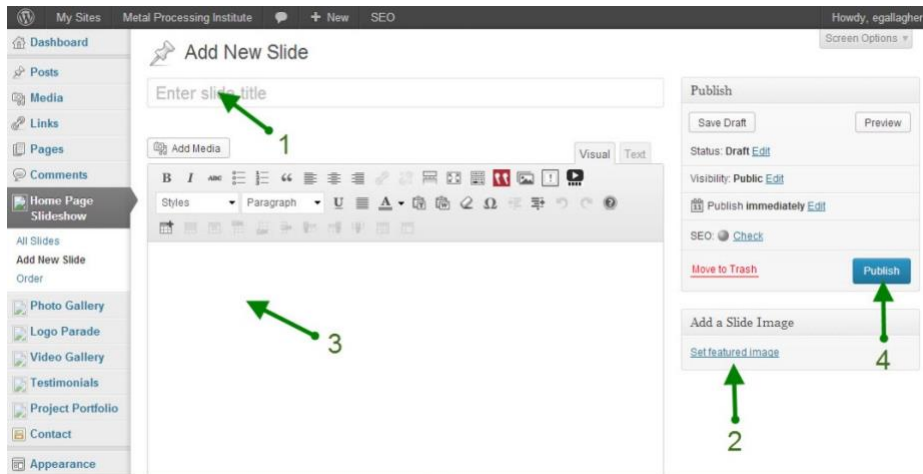 My Sites Metal Processing Institute + New SEO Howdy, egallagher
Screen Options
Dashboard
Posts
Media
Links
Pages
Comments
Home Page
Slideshow
All Slides
Add New Slide
Order
Photo Gallery
Logo Parade
Video Gallery
Testimonials
Project Portfolio
Contact
Appearance
Add New Slide
Enter slide title
1
Add Media
Visual Text
B I ABC
Styles Paragraph U A Ω
3
Publish
Save Draft Preview
Status: Draft Edit
Visibility: Public Edit
Publish immediately Edit
SEO: Check
Move to Trash Publish
Add a Slide Image
Set featured image
4
2